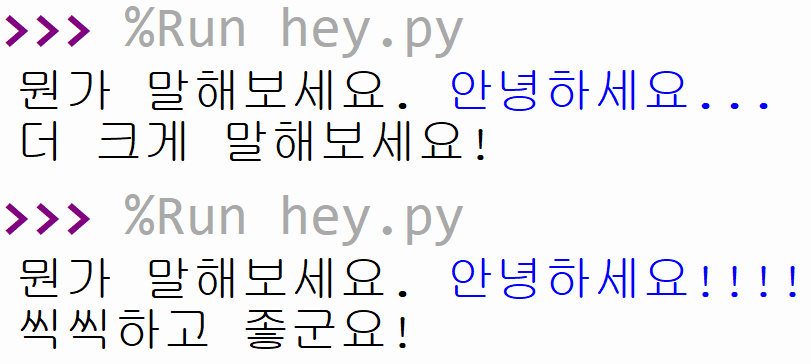 >>> %Run hey.py
뭔가 말해보세요. 안녕하세요...
더 크게 말해보세요!
>>> %Run hey.py
뭔가 말해보세요. 안녕하세요!!!!
씩씩하고 좋군요!